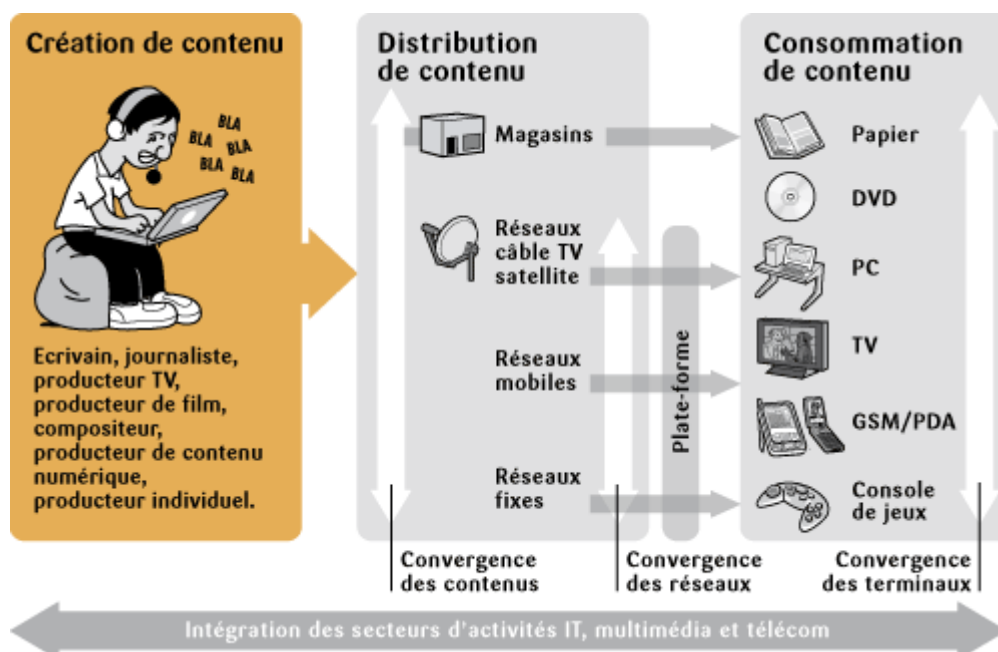 Création de contenu
BLA
BLA
BLA
BLA
BLA
BLA
Ecrivain, journaliste,
producteur TV,
producteur de film,
compositeur,
producteur de contenu
numérique,
producteur individuel.
Distribution
de contenu
Magasins
Réseaux
câble TV
satellite
Réseaux
mobiles
Réseaux
fixes
Plate-forme
Consommation
de contenu
Papier
DVD
PC
TV
GSM/PDA
Console
de jeux
Convergence
des contenus
Convergence
des réseaux
Convergence
des terminaux
Intégration des secteurs d'activités IT, multimédia et télécom